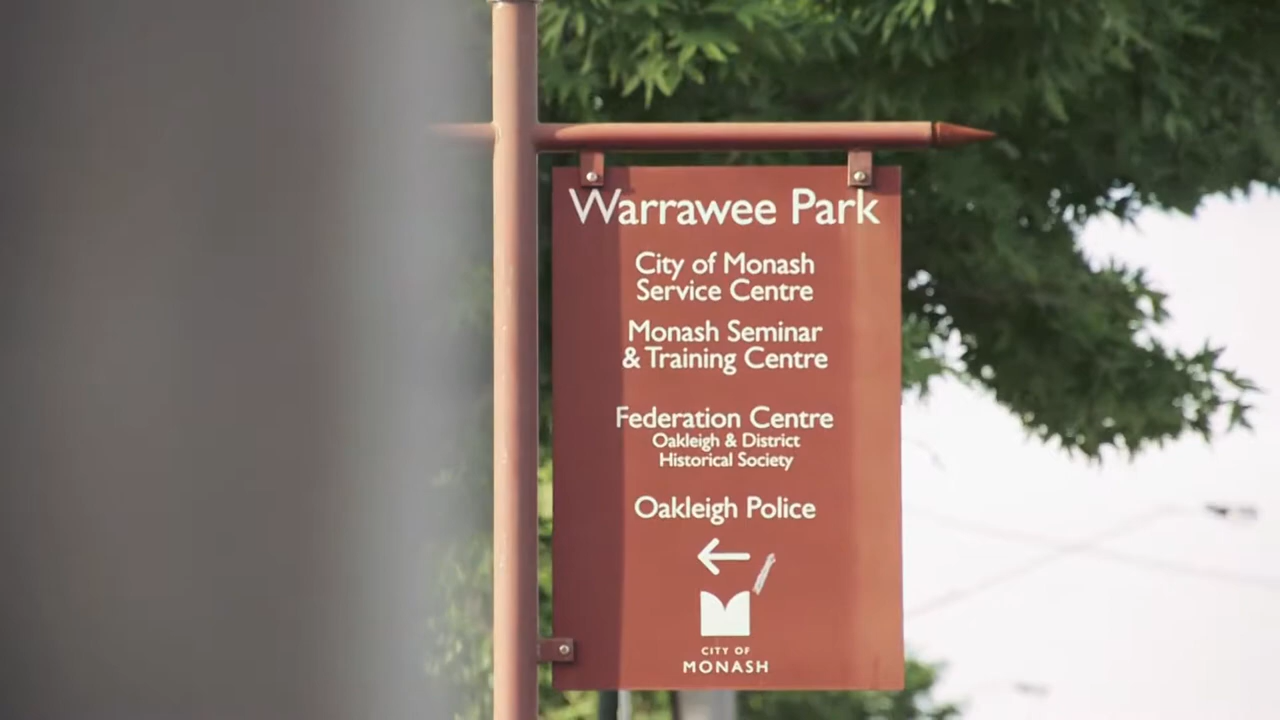 Warrawee Park
City of Monash
Service Centre
Monash Seminar
& Training Centre
Federation Centre
Oakleigh & District
Historical Society
Oakleigh Police
CITY OF
MONASH